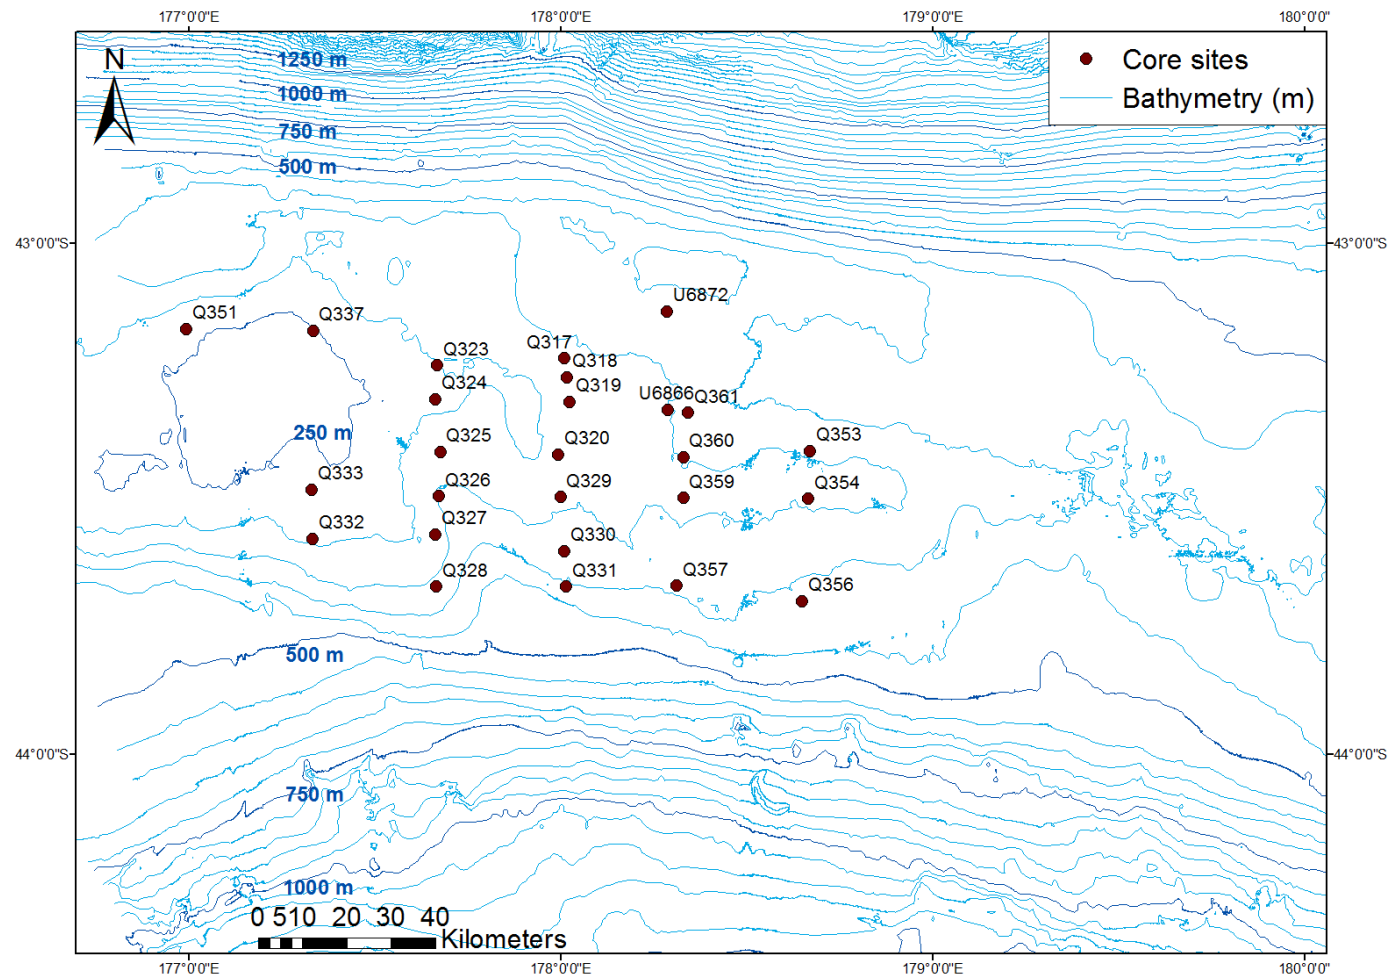 177°0'0"E 178°0'0"E 179°0'0"E 180°0'0"
N
1250 m
Core sites
1000 m
Bathymetry (m)
750 m
500 m
43°0'0"S 43°0'0"S
U6872
Q351
Q337
Q317
Q323
Q318
Q324
Q319
U6866
Q361
250 m
Q325
Q320
Q360
Q353
Q333
Q326
Q329
Q359
Q354
Q332
Q327
Q330
Q328
Q331
Q357
Q356
500 m
44°0'0"S 44°0'0"S
750 m
1000 m
0 5 10 20 30 40
Kilometers
177°0'0"E 178°0'0"E 179°0'0"E 180°0'0"